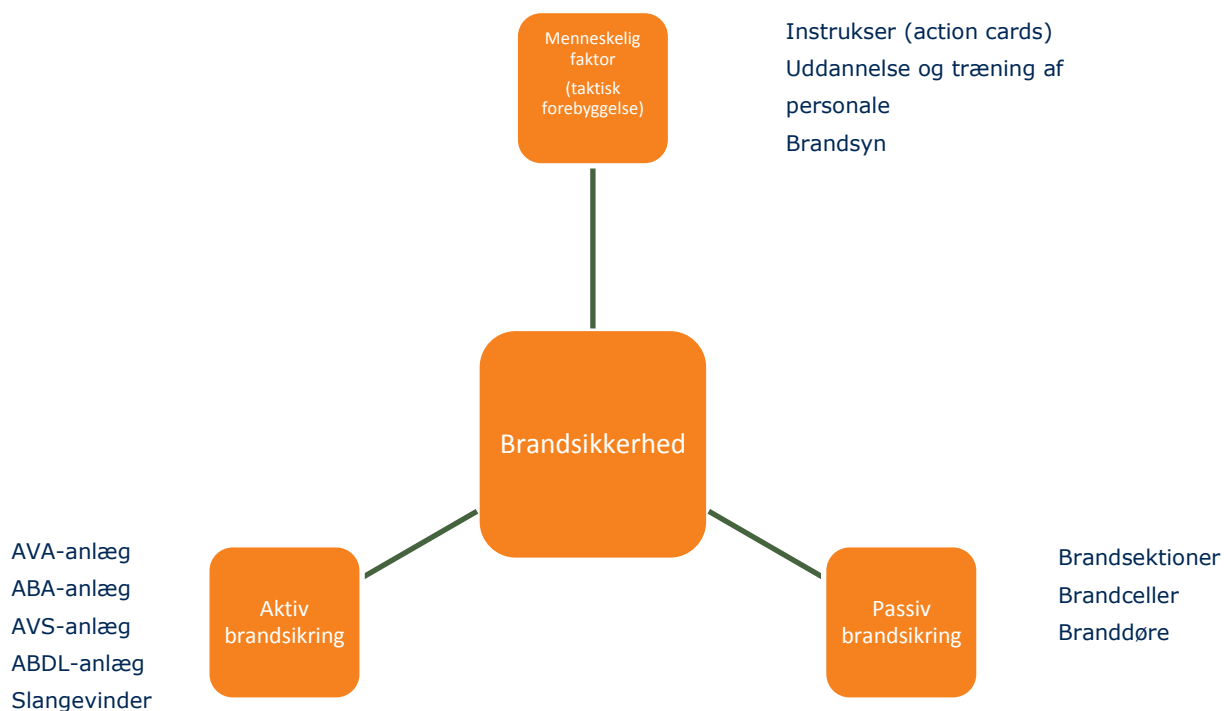 Menneskelig
faktor
(taktisk
forebyggelse)
Instrukser (action cards)
Uddannelse og træning af
personale
Brandsyn
Brandsikkerhed
AVA-anlæg
ABA-anlæg
AVS-anlæg
ABDL-anlæg
Slangevinder
Aktiv
brandsikring
Passiv
brandsikring
Brandsektioner
Brandceller
Branddøre